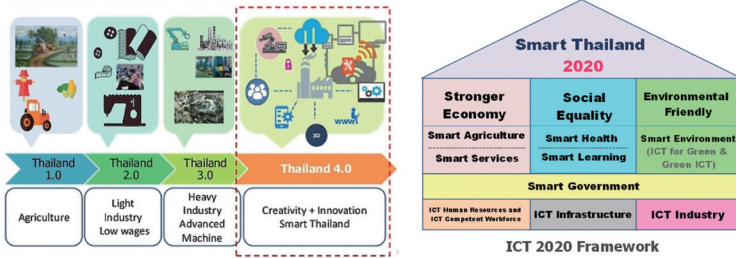 www
3D
Thailand
1.0
Thailand
2.0
Thailand
3.0
Thailand 4.0
Agriculture
Light
Industry
Low wages
Heavy
Industry
Advanced
Machine
Creativity + Innovation
Smart Thailand
Smart Thailand
2020
Stronger
Economy
Social
Equality
Environmental
Friendly
Smart Agriculture
Smart Services
Smart Health
Smart Learning
Smart Environment
(ICT for Green &
Green ICT)
Smart Government
ICT Human Resources and
ICT Competent Workforce
ICT Infrastructure
ICT Industry
ICT 2020 Framework